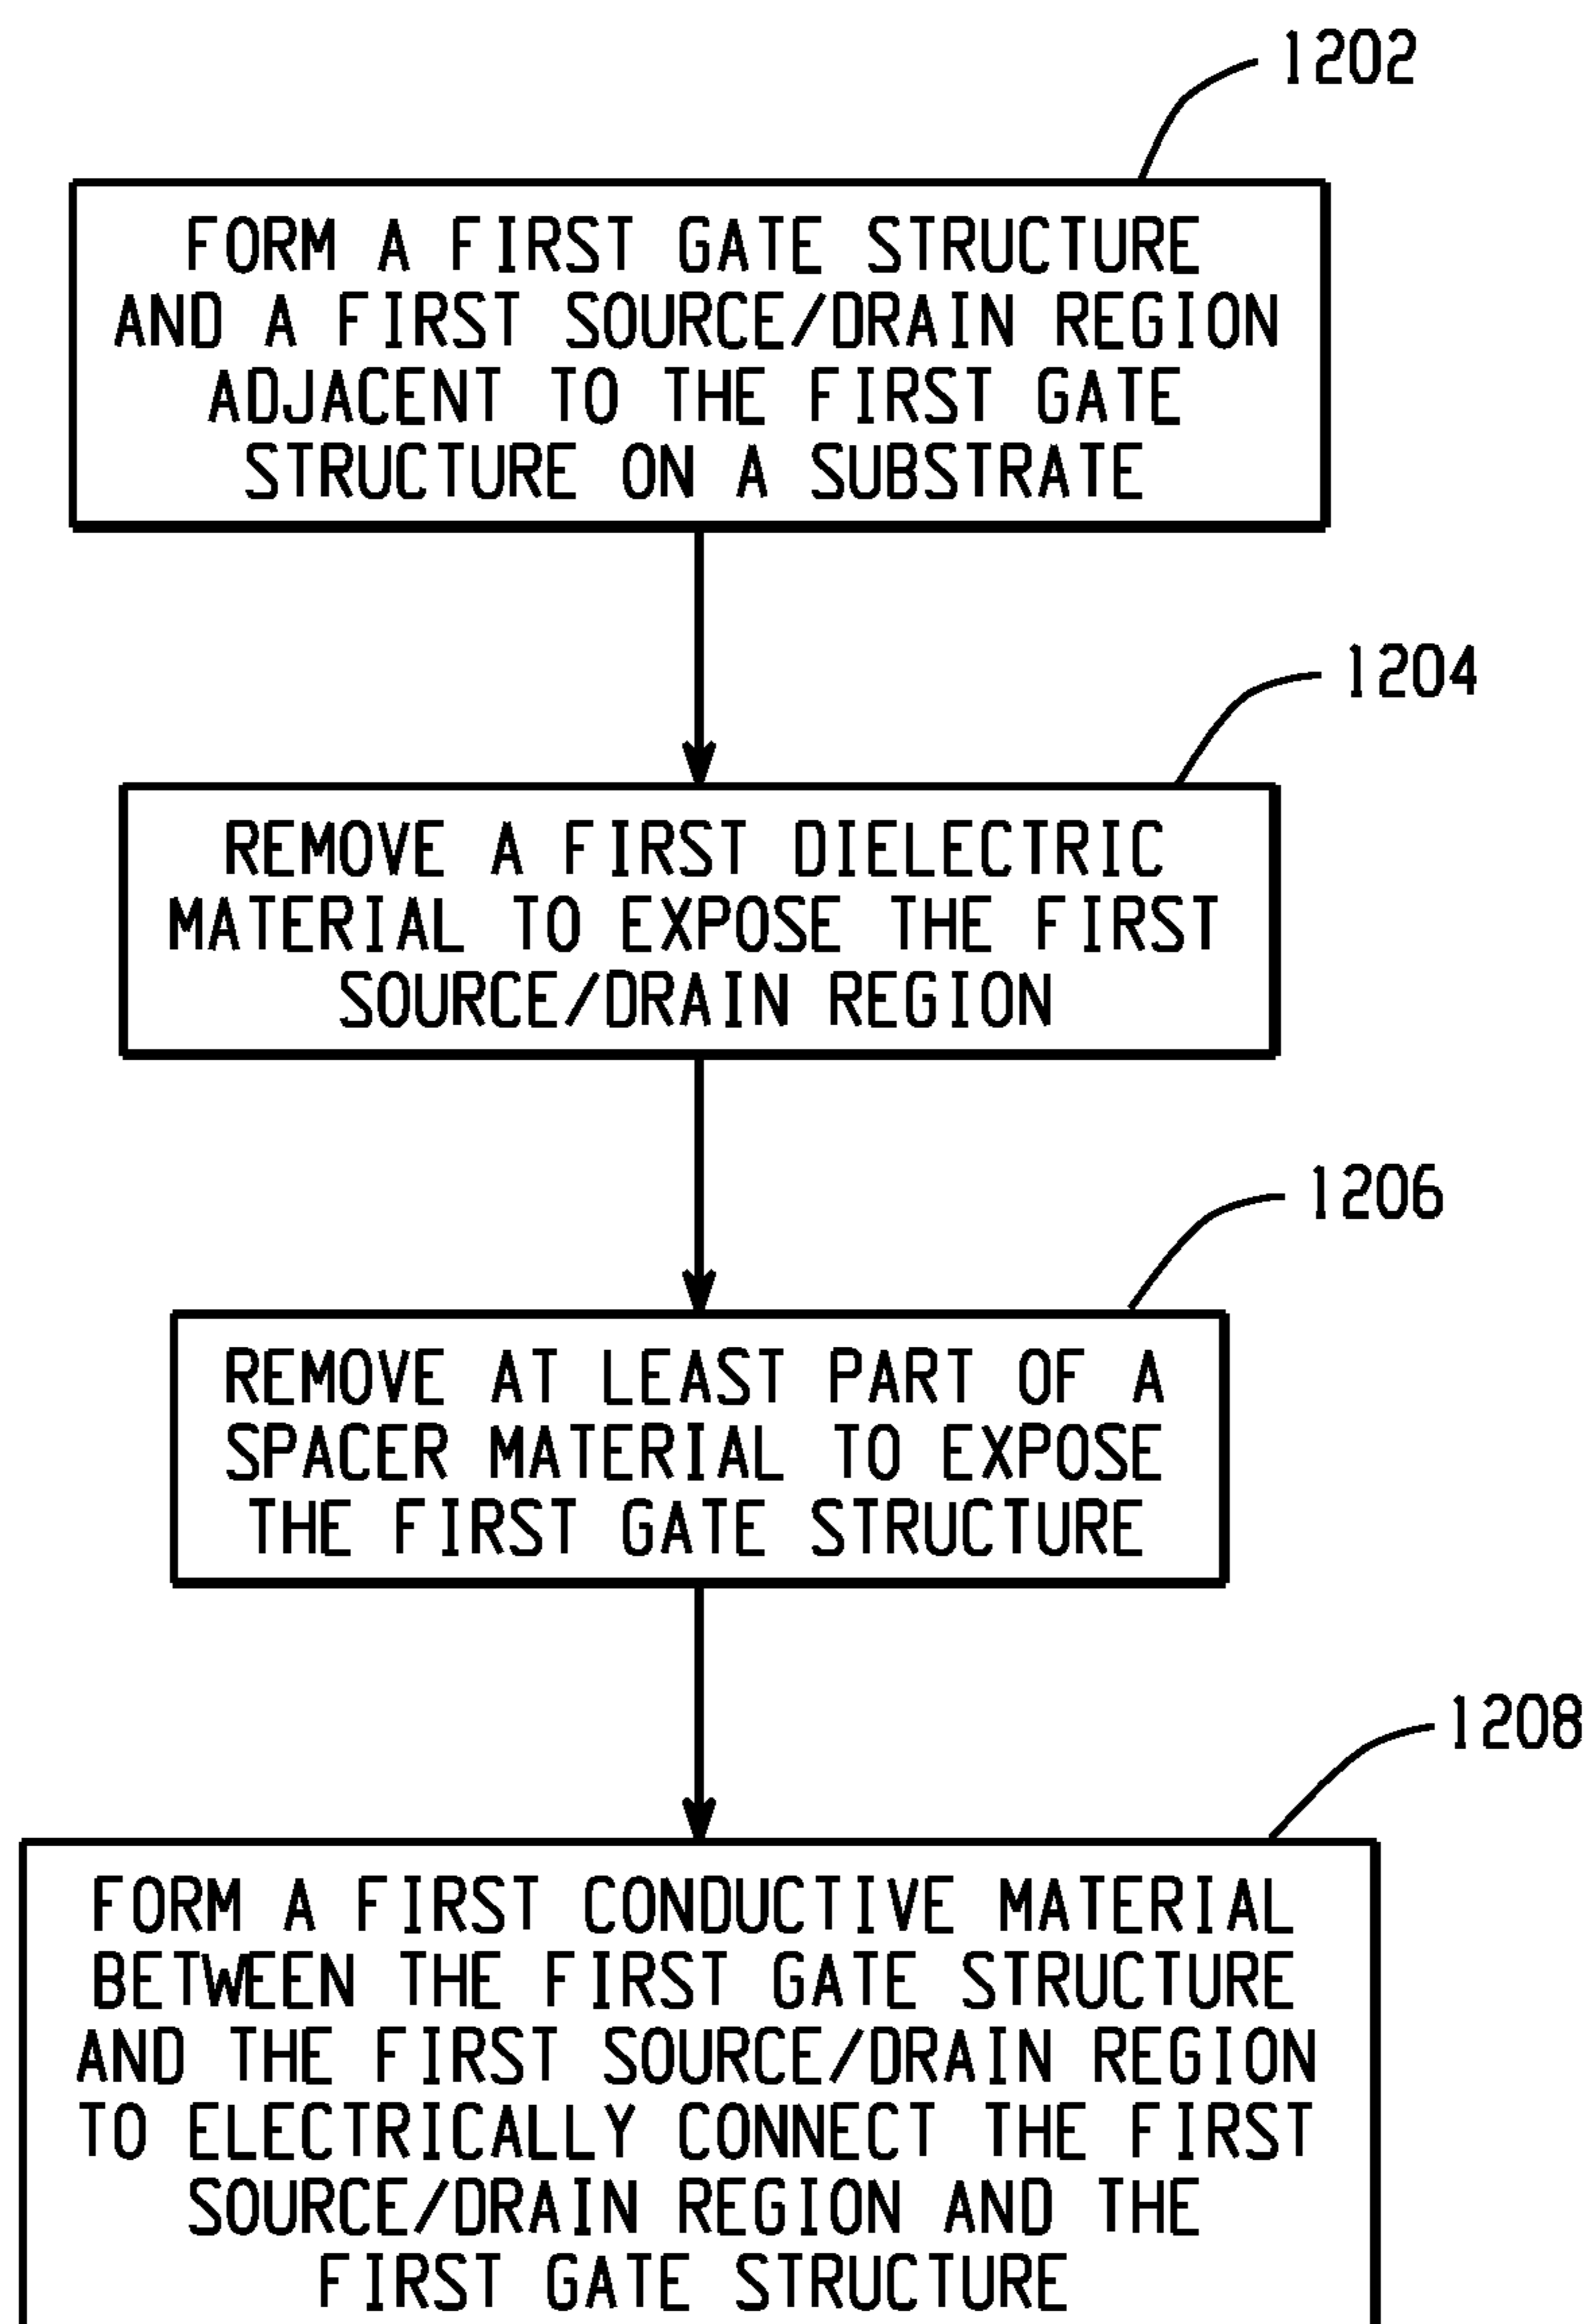 1202
FORM A FIRST GATE STRUCTURE
AND A FIRST SOURCE/DRAIN REGION
ADJACENT TO THE FIRST GATE
STRUCTURE ON A SUBSTRATE
1204
REMOVE A FIRST DIELECTRIC
MATERIAL TO EXPOSE THE FIRST
SOURCE/DRAIN REGION
1206
REMOVE AT LEAST PART OF A
SPACER MATERIAL TO EXPOSE
THE FIRST GATE STRUCTURE
1208
FORM A FIRST CONDUCTIVE MATERIAL
BETWEEN THE FIRST GATE STRUCTURE
AND THE FIRST SOURCE/DRAIN REGION
TO ELECTRICALLY CONNECT THE FIRST
SOURCE/DRAIN REGION AND THE
FIRST GATE STRUCTURE